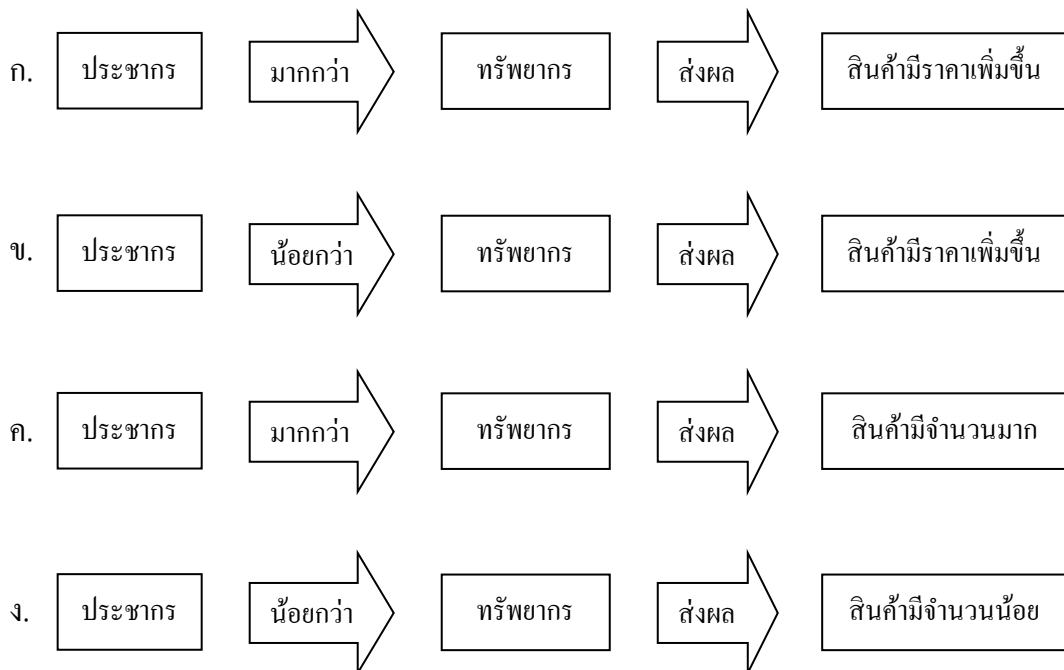 ก. ประชากร มากกว่า ทรัพยากร ส่งผล สินค้ามีราคาเพิ่มขึ้น
ข. ประชากร น้อยกว่า ทรัพยากร ส่งผล สินค้ามีราคาเพิ่มขึ้น
ค. ประชากร มากกว่า ทรัพยากร ส่งผล สินค้ามีจำนวนมาก
ง. ประชากร น้อยกว่า ทรัพยากร ส่งผล สินค้ามีจำนวนน้อย